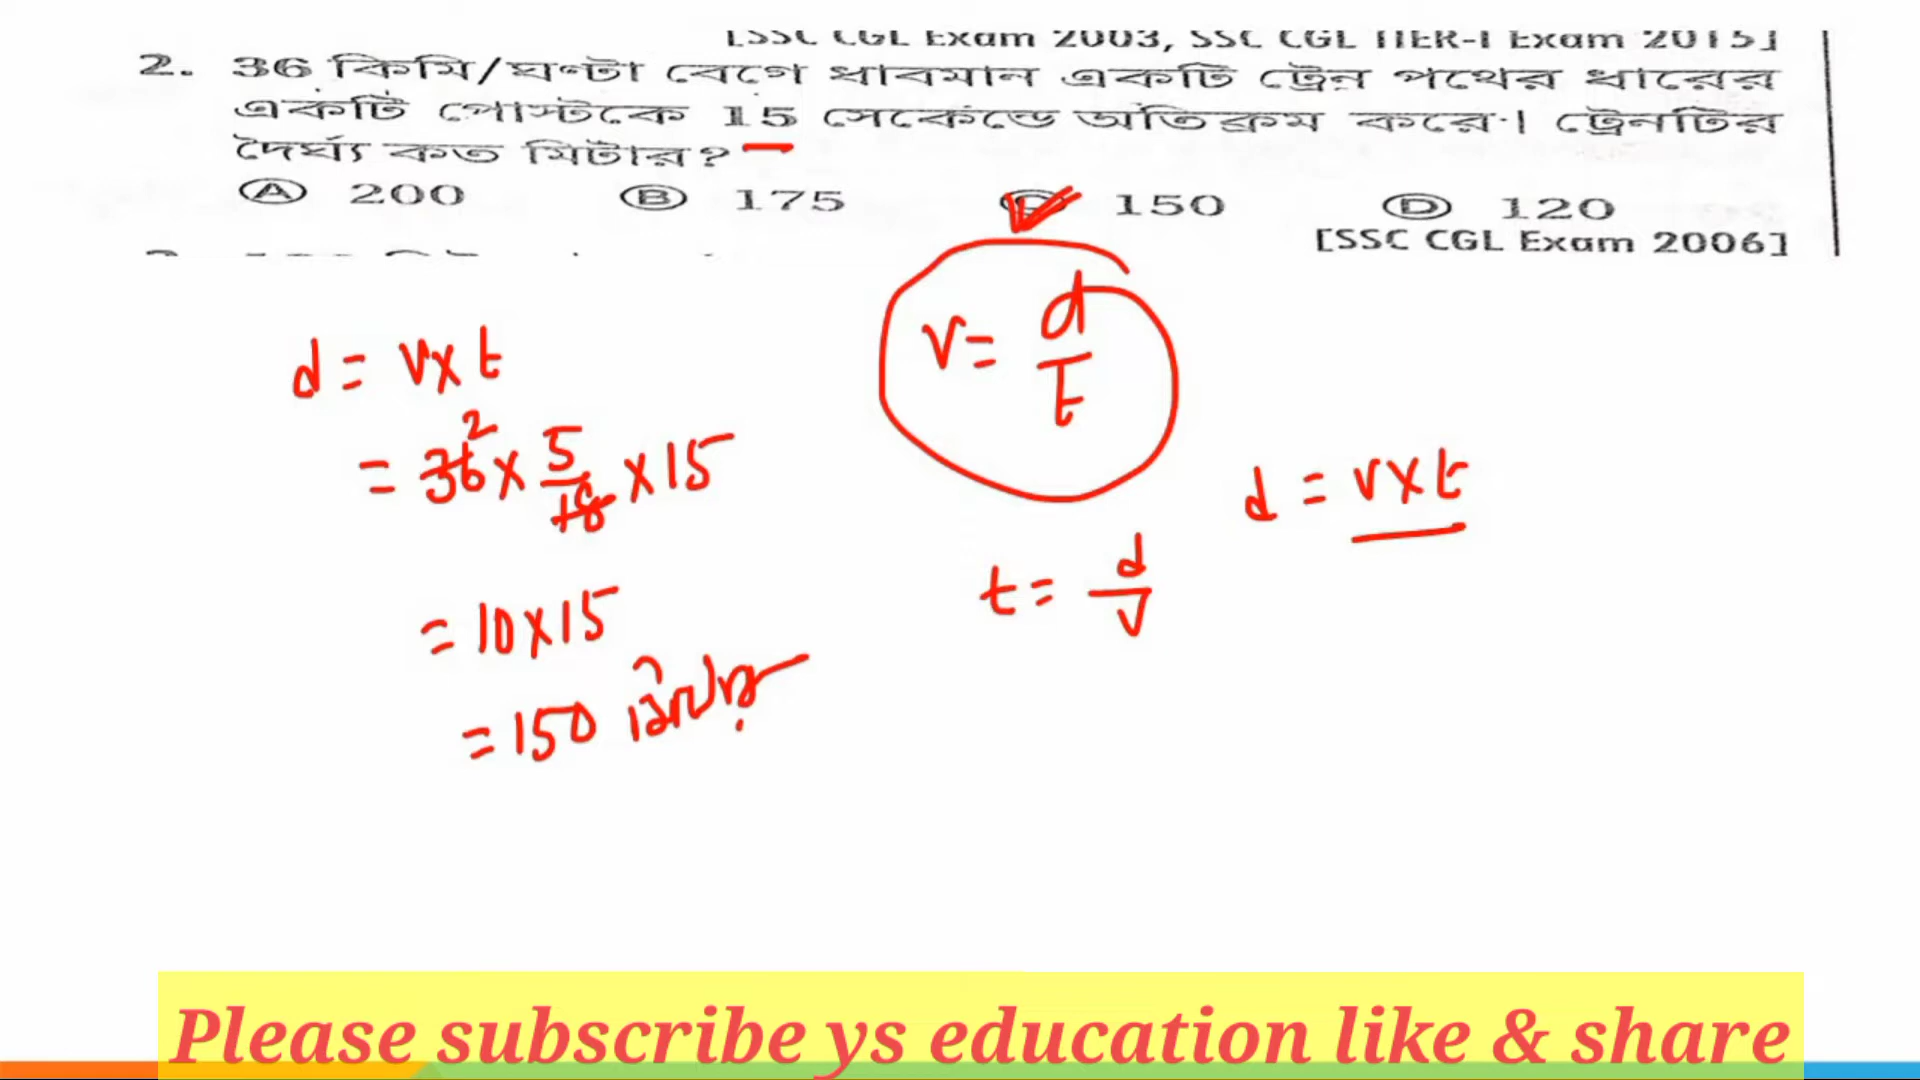 [SSC CGL Exam 2003, SSC CGL TIER-I Exam 2015]
2. 36 কিমি/ঘণ্টা বেগে ধাবমান একটি ট্রেন পথের ধারের
একটি পোস্টকে 15 সেকেন্ডে অতিক্রম করে। ট্রেনটির
দৈর্ঘ্য কত মিটার?
Ⓐ 200 Ⓑ 175 Ⓒ 150 Ⓓ 120
[SSC CGL Exam 2006]
v = d/t
d = v x t
= 36 2 x 5/18 x 15
d = v x t
t = d/v
= 10 x 15
= 150 মিটার
Please subscribe ys education like & share